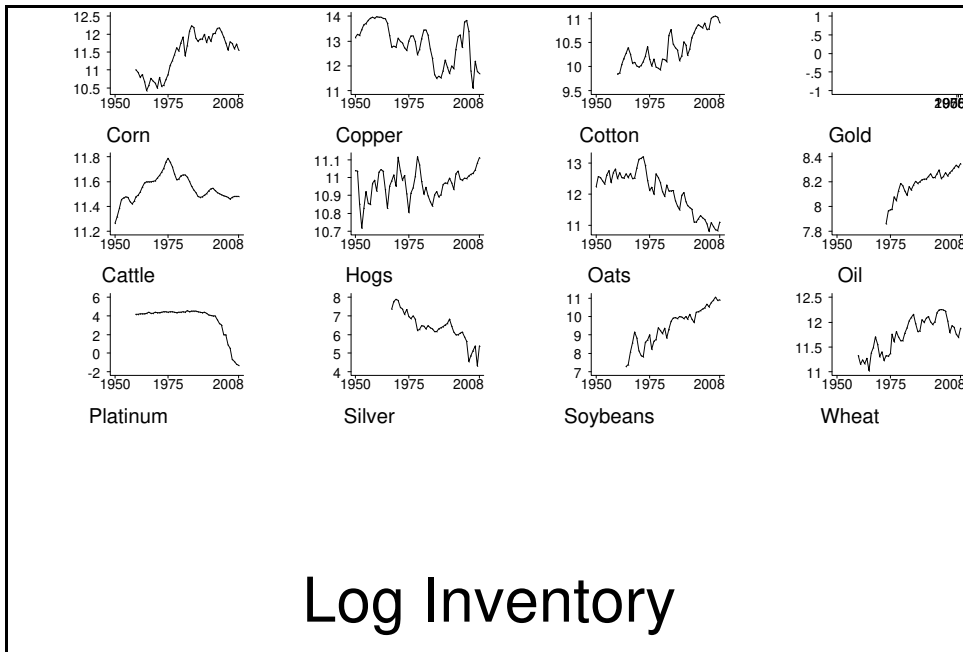 12.5
12
11.5
11
10.5
1950 1975 2008
Corn
14
13
12
11
1950 1975 2008
Copper
11
10.5
10
9.5
1950 1975 2008
Cotton
1
.5
0
-.5
-1
Gold
11.8
11.6
11.4
11.2
1950 1975 2008
Cattle
11.1
11
10.9
10.8
10.7
1950 1975 2008
Hogs
13
12
11
1950 1975 2008
Oats
8.4
8.2
8
7.8
1950 1975 2008
Oil
6
4
2
0
-2
1950 1975 2008
Platinum
8
7
6
5
4
1950 1975 2008
Silver
11
10
9
8
7
1950 1975 2008
Soybeans
12.5
12
11.5
11
1950 1975 2008
Wheat
Log Inventory